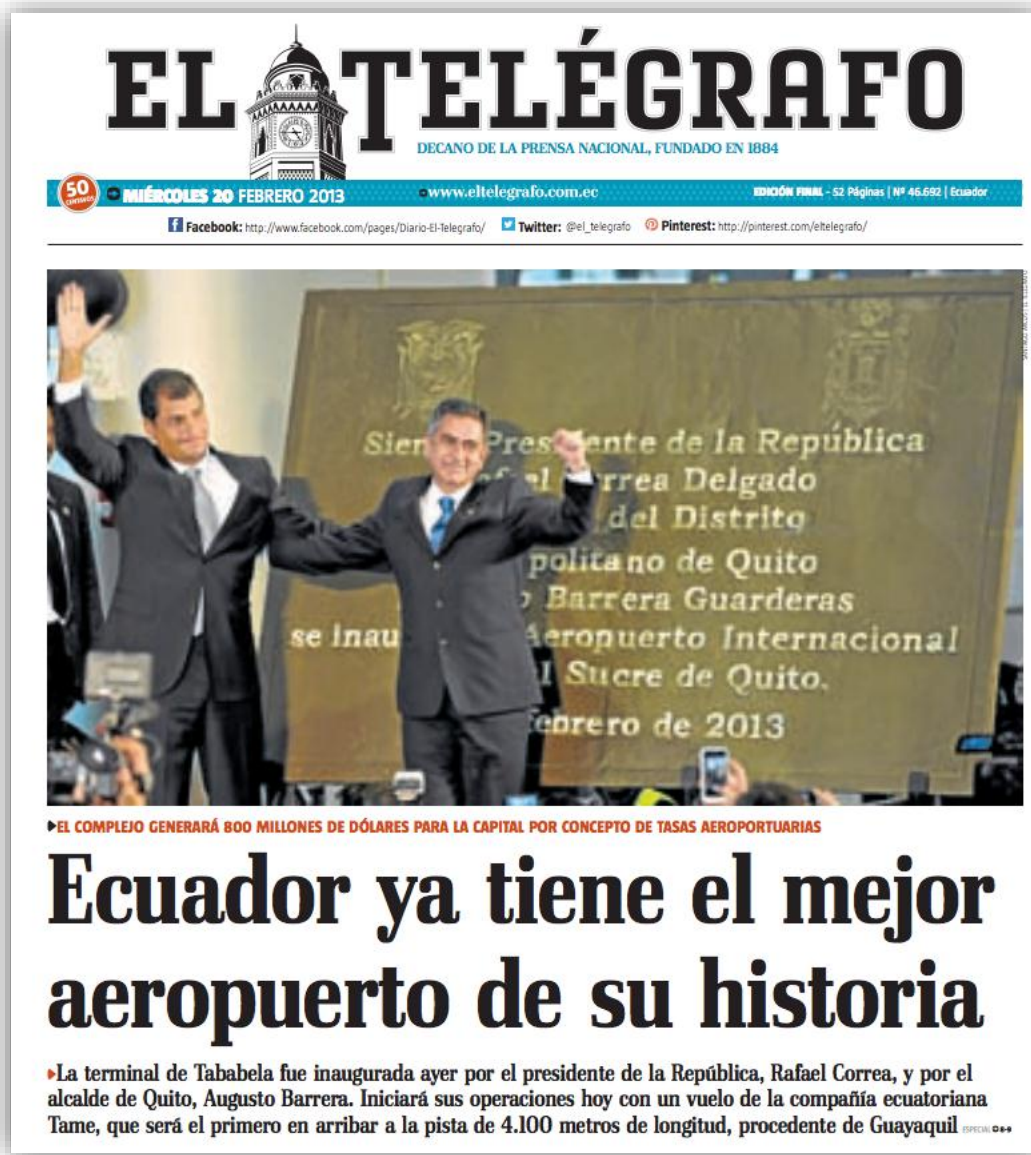 EL TELÉGRAFO
DECANO DE LA PRENSA NACIONAL, FUNDADO EN 1884
50 CENTAVOS
MIÉRCOLES 20 FEBRERO 2013
www.eltelegrafo.com.ec
EDICIÓN FINAL - 52 Páginas | Nº 46.692 | Ecuador
Facebook: http://www.facebook.com/pages/Diario-El-Telegrafo/ Twitter: @el_telegrafo Pinterest: http://pinterest.com/eltelegrafo/
Sien Pres ente de la República
el rrea Delgado
del Distrito
politano de Quito
o Barrera Guarderas
se inau Aeropuerto Internacional
l Sucre de Quito.
ebrero de 2013
EL COMPLEJO GENERARÁ 800 MILLONES DE DÓLARES PARA LA CAPITAL POR CONCEPTO DE TASAS AEROPORTUARIAS
Ecuador ya tiene el mejor
aeropuerto de su historia
La terminal de Tababela fue inaugurada ayer por el presidente de la República, Rafael Correa, y por el
alcalde de Quito, Augusto Barrera. Iniciará sus operaciones hoy con un vuelo de la compañía ecuatoriana
Tame, que será el primero en arribar a la pista de 4.100 metros de longitud, procedente de Guayaquil ESPECIAL 8-9